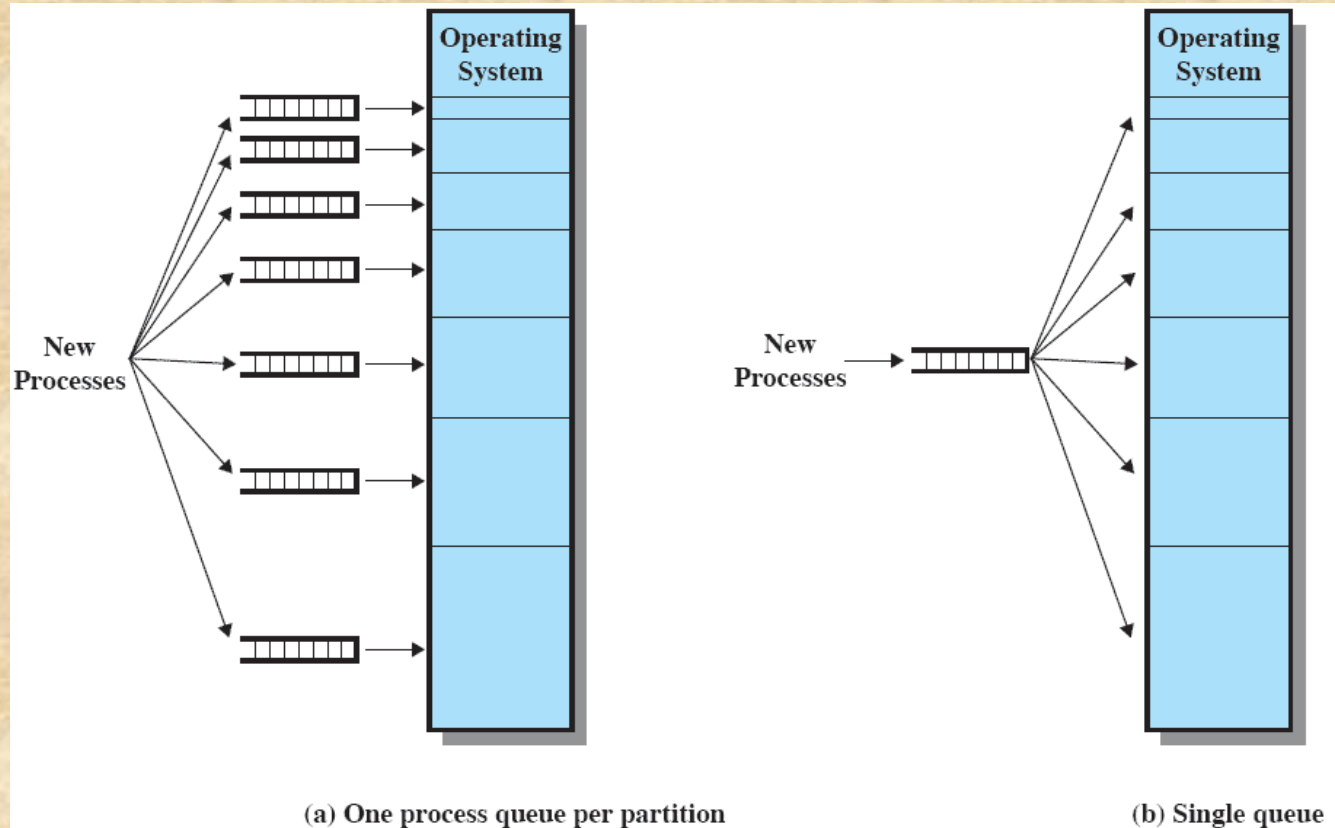 Operating
System
New
Processes
(a) One process queue per partition
Operating
System
New
Processes
(b) Single queue